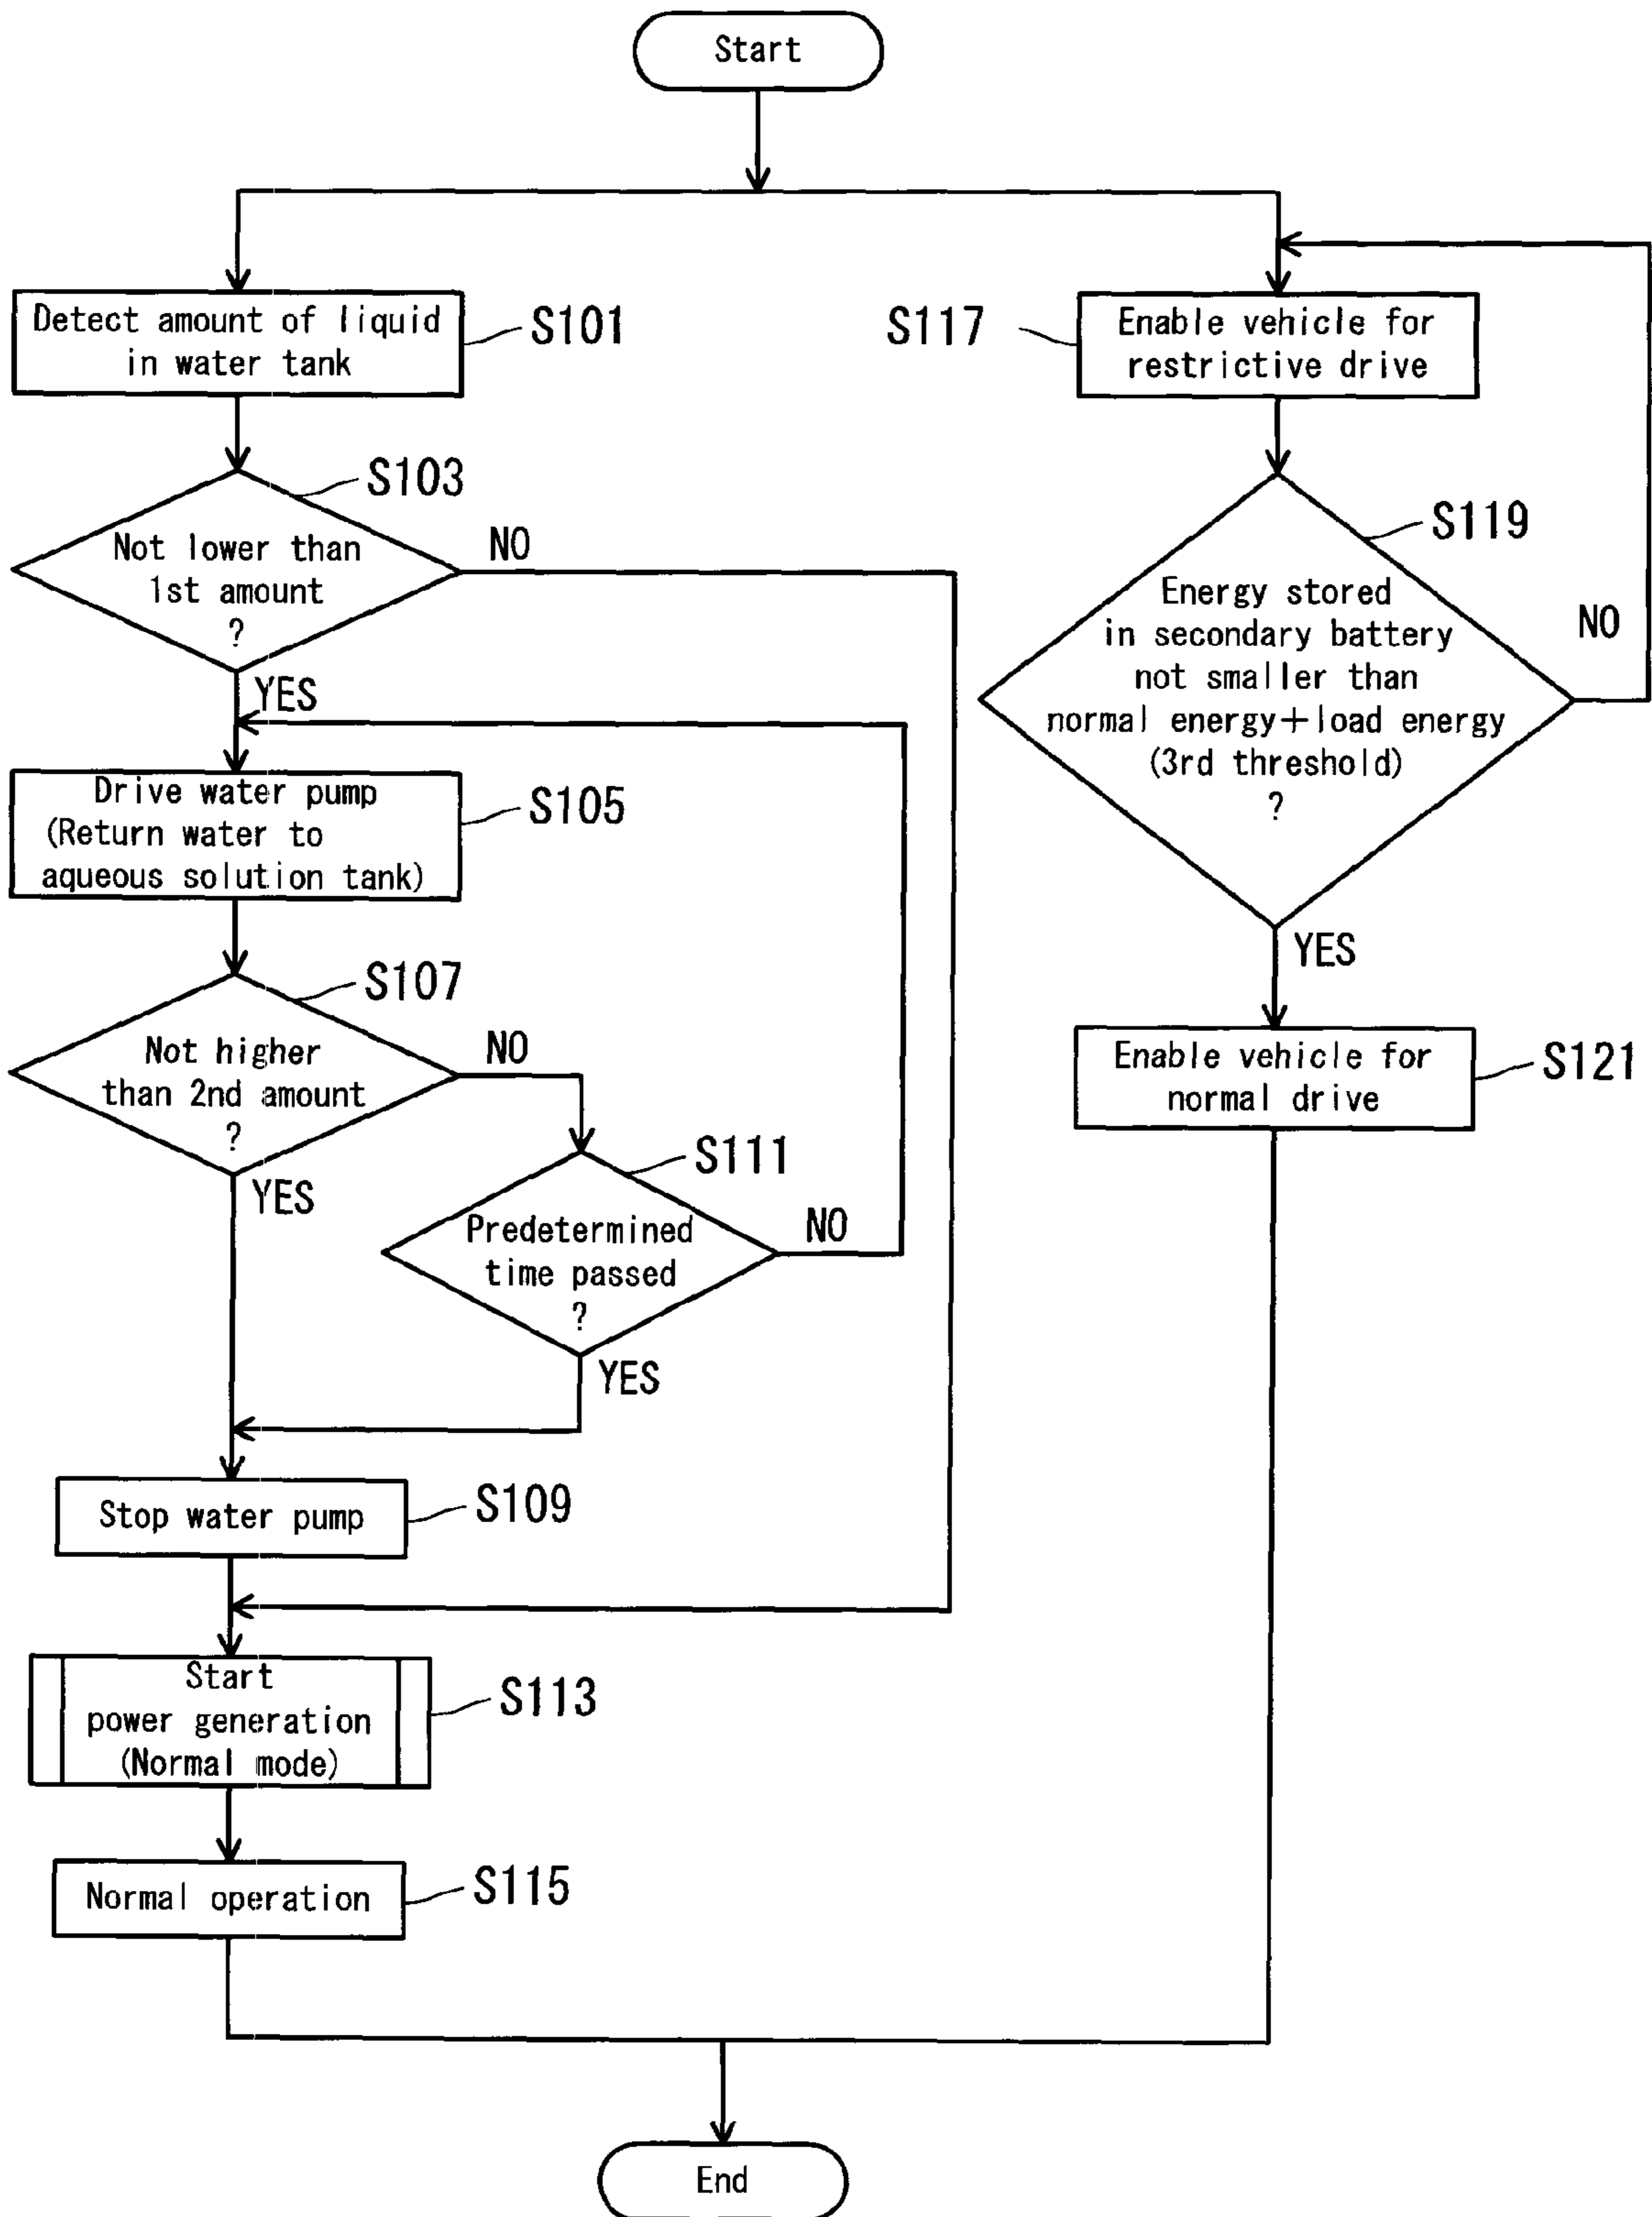 Start
Detect amount of liquid
in water tank
S101
S103
Not lower than
1st amount
?
NO
YES
Drive water pump
(Return water to
aqueous solution tank)
S105
S107
Not higher
than 2nd amount
?
NO
YES
S111
Predetermined
time passed
?
NO
YES
Stop water pump
S109
Start
power generation
(Normal mode)
S113
Normal operation
S115
S117
Enable vehicle for
restrictive drive
S119
Energy stored
in secondary battery
not smaller than
normal energy+load energy
(3rd threshold)
?
NO
YES
Enable vehicle for
normal drive
S121
End